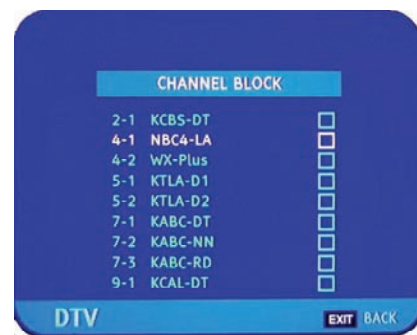 CHANNEL BLOCK
2-1 KCBS-DT
4-1 NBC4-LA
4-2 WX-Plus
5-1 KTLA-D1
5-2 KTLA-D2
7-1 KABC-DT
7-2 KABC-NN
7-3 KABC-RD
9-1 KCAL-DT
DTV EXIT BACK